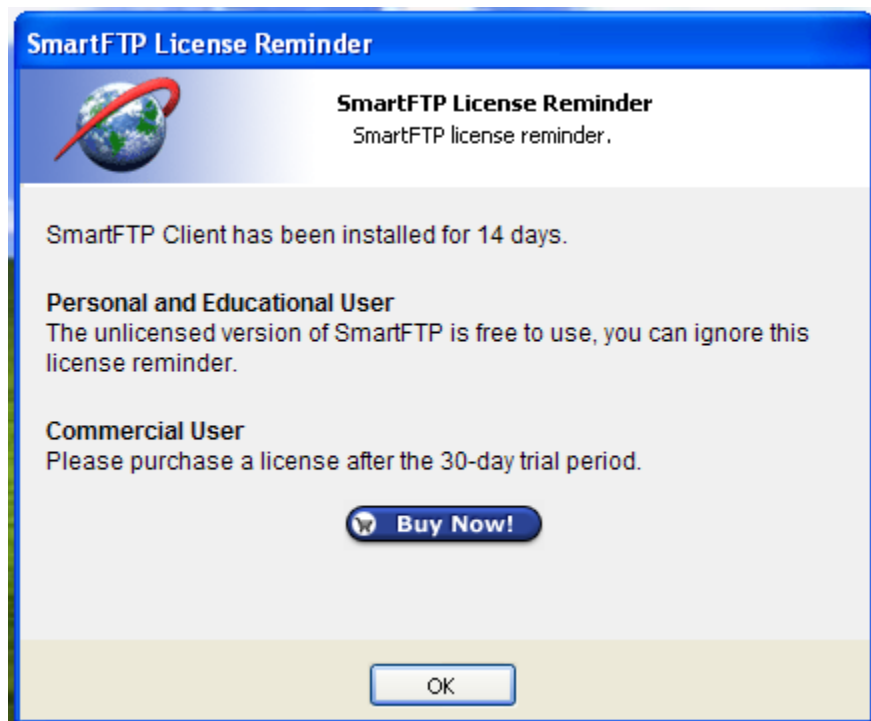 SmartFTP License Reminder
SmartFTP License Reminder
SmartFTP license reminder.
SmartFTP Client has been installed for 14 days.
Personal and Educational User
The unlicensed version of SmartFTP is free to use, you can ignore this
license reminder.
Commercial User
Please purchase a license after the 30-day trial period.
Buy Now!
OK